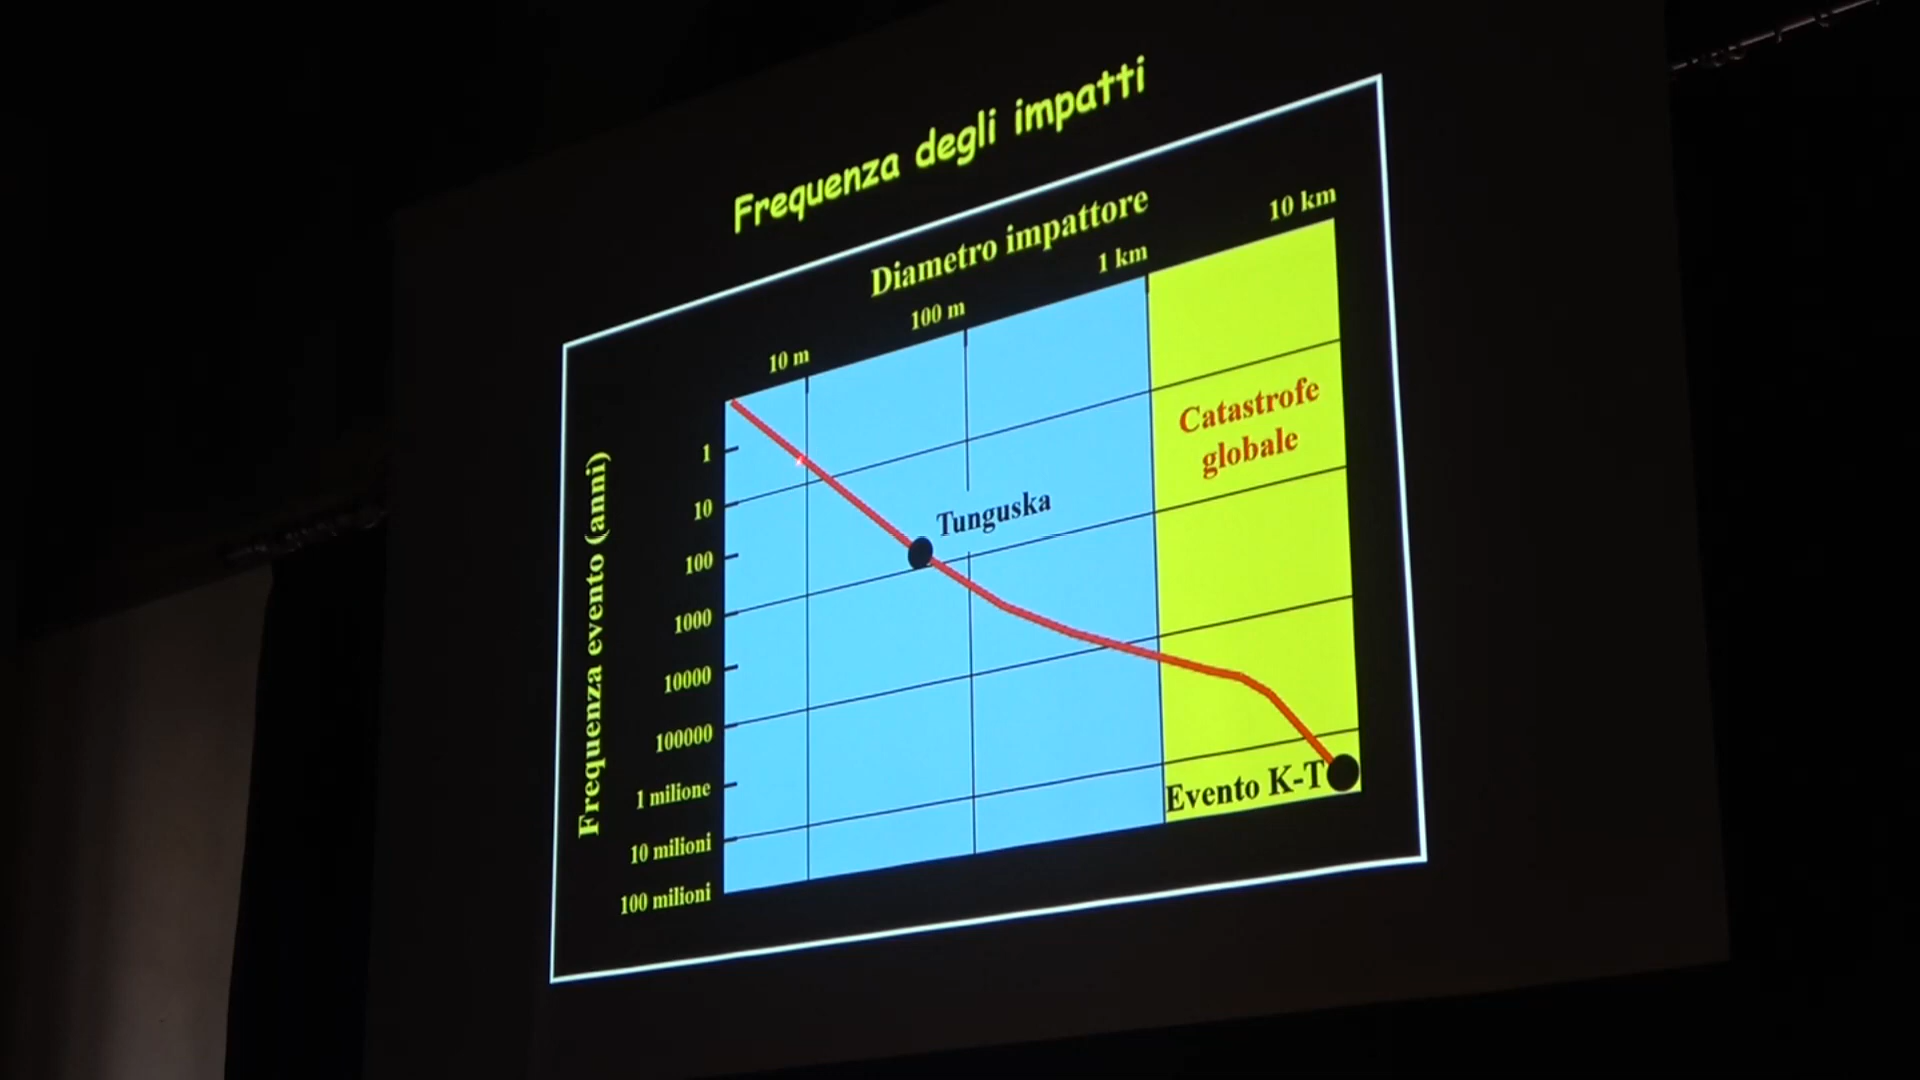 Frequenza degli impatti
Diametro impattore
10 m
100 m
1 km
10 km
Frequenza evento (anni)
1
10
100
1000
10000
100000
1 milione
10 milioni
100 milioni
Catastrofe
globale
Tunguska
Evento K-T